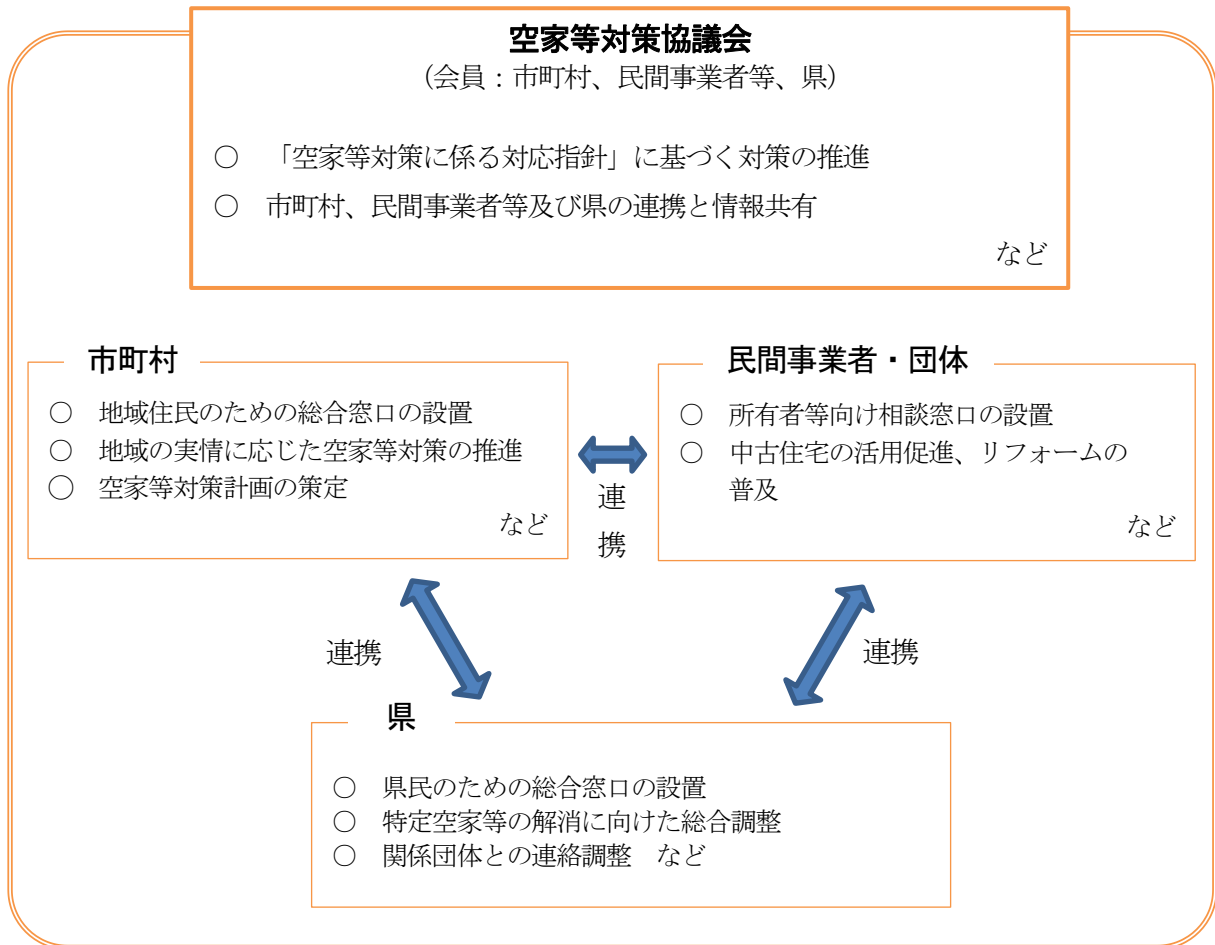 空家等対策協議会
（会員：市町村、民間事業者等、県）
○　「空家等対策に係る対応指針」に基づく対策の推進
○　市町村、民間事業者等及び県の連携と情報共有
など
市町村
○　地域住民のための総合窓口の設置
○　地域の実情に応じた空家等対策の推進
○　空家等対策計画の策定
など
連
携
民間事業者・団体
○　所有者等向け相談窓口の設置
○　中古住宅の活用促進、リフォームの
普及
など
連携
連携
県
○　県民のための総合窓口の設置
○　特定空家等の解消に向けた総合調整
○　関係団体との連絡調整　など